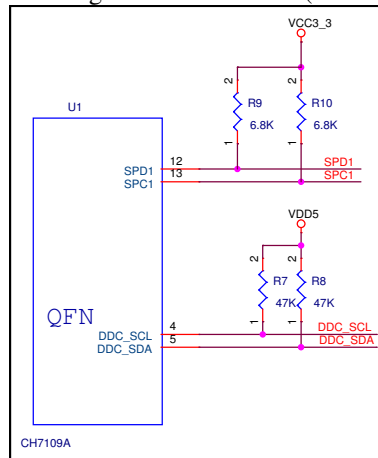 VCC3_3
U1
2 2
R9 R10
6.8K 6.8K
1 1
SPD1 12 SPD1
SPC1 13 SPC1
VDD5
2 2
R7 R8
47K 47K
1 1
QFN
DDC_SCL 4 DDC_SCL
DDC_SDA 5 DDC_SDA
CH7109A